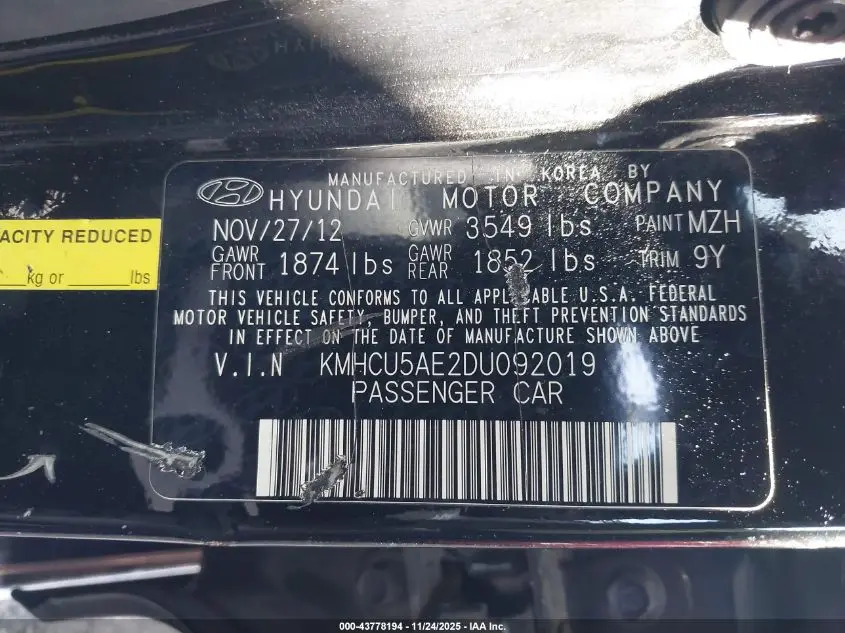 MANUFACTURED IN KOREA BY
HYUNDAI MOTOR COMPANY
NOV/27/12 GVWR 3549 lbs PAINT MZH
GAWR FRONT 1874 lbs GAWR REAR 1852 lbs TRIM 9Y
THIS VEHICLE CONFORMS TO ALL APPLICABLE U.S.A. FEDERAL
MOTOR VEHICLE SAFETY, BUMPER, AND THEFT PREVENTION STANDARDS
IN EFFECT ON THE DATE OF MANUFACTURE SHOWN ABOVE
V.I.N KMHCU5AE2DU092019
PASSENGER CAR
ACITY REDUCED
kg or lbs
000-43778194 - 11/24/2025 - IAA Inc.